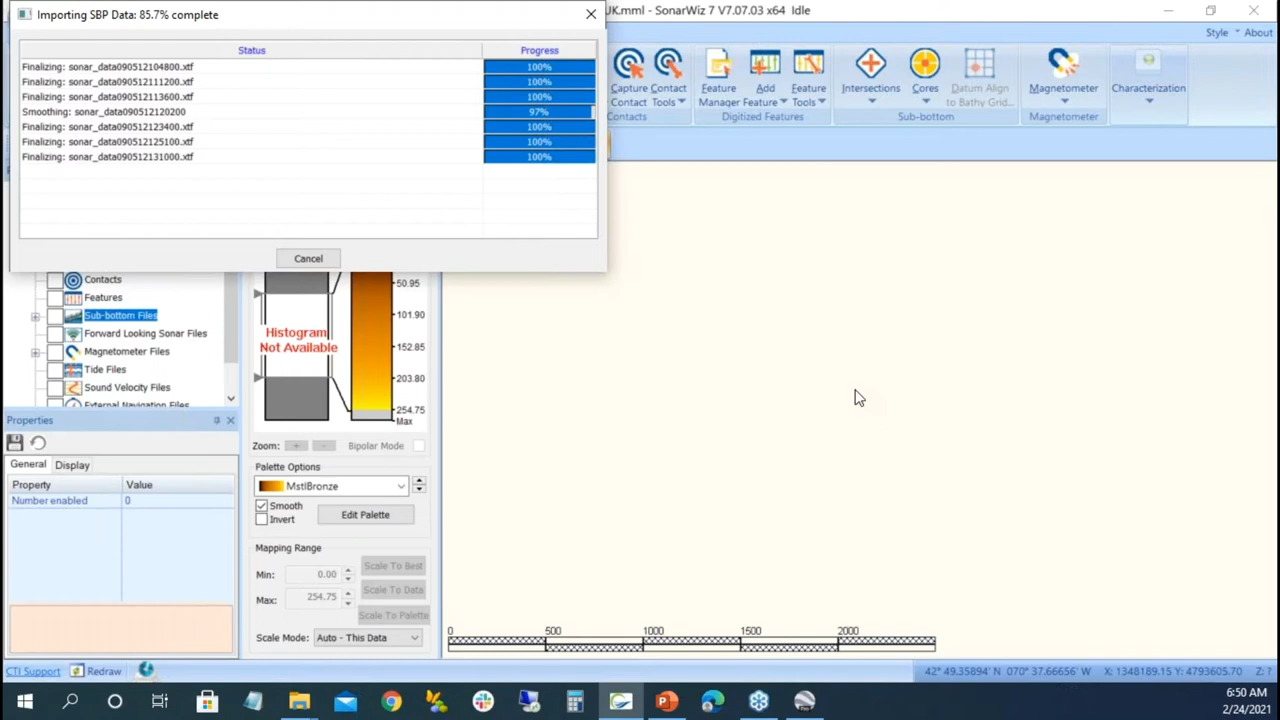 Importing SBP Data: 85.7% complete
UK.mml - SonarWiz 7 V7.07.03 x64 Idle
Style
About
Status
Progress
Finalizing: sonar_data090512104800.xtf
100%
Finalizing: sonar_data090512111200.xtf
100%
Finalizing: sonar_data090512113600.xtf
100%
Smoothing: sonar_data090512120200
97%
Finalizing: sonar_data090512123400.xtf
100%
Finalizing: sonar_data090512125100.xtf
100%
Finalizing: sonar_data090512131000.xtf
100%
Cancel
Capture
Contact
Contact
Tools
Contacts
Feature
Manager
Add
Feature
Feature
Tools
Digitized Features
Intersections
Cores
Datum Align
to Bathy Grid...
Sub-bottom
Magnetometer
Magnetometer
Characterization
Contacts
Features
Sub-bottom Files
Forward Looking Sonar Files
Magnetometer Files
Tide Files
Sound Velocity Files
External Navigation Files
Properties
General
Display
Property
Value
Number enabled
0
Histogram
Not Available
50.95
101.90
152.85
203.80
254.75
Max
Zoom:
+
-
Bipolar Mode
Palette Options
MstlBronze
Smooth
Invert
Edit Palette
Mapping Range
Min:
0.00
Scale To Best
Max:
254.75
Scale To Data
Scale To Palette
Scale Mode:
Auto - This Data
0
500
1000
1500
2000
CTI Support
Redraw
42° 49.35894' N 070° 37.66656' W
X: 1348189.15 Y: 4793605.70
Z: ?
6:50 AM
2/24/2021